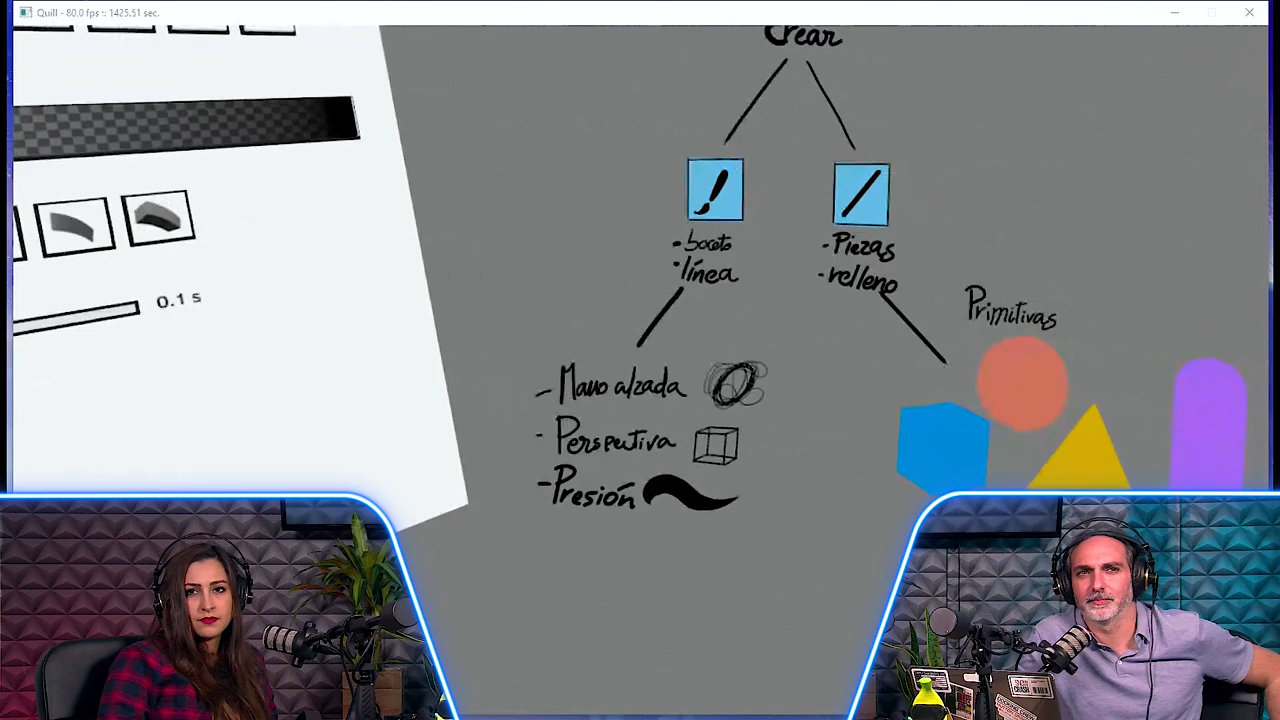 Quill - 80.0 fps :: 1425.51 sec.
Crear
- boceto
- línea
- Piezas
- relleno
0.1 s
Primitivas
- Mano alzada
- Perspectiva
- Presión